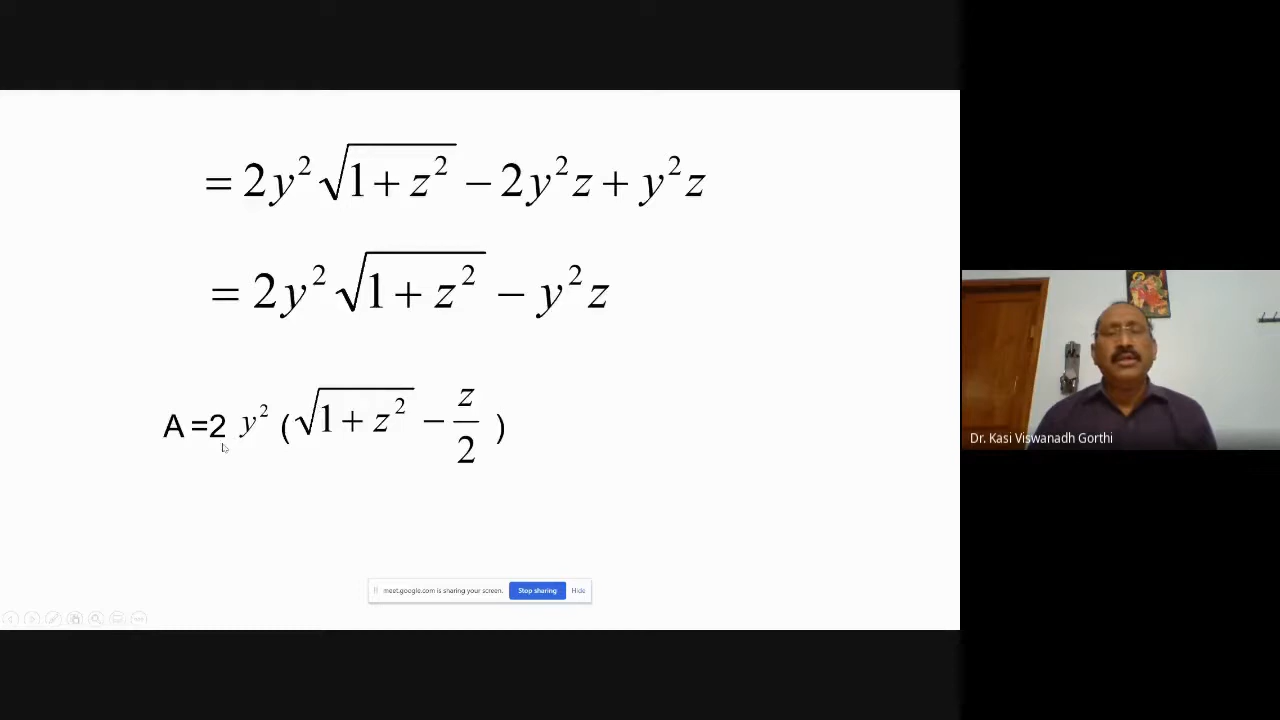 = 2y²√(1 + z²) − 2y²z + y²z
= 2y²√(1 + z²) − y²z
A =2 y² (√(1 + z²) − z/2 )
Dr. Kasi Viswanadh Gorthi
meet.google.com is sharing your screen. Stop sharing Hide